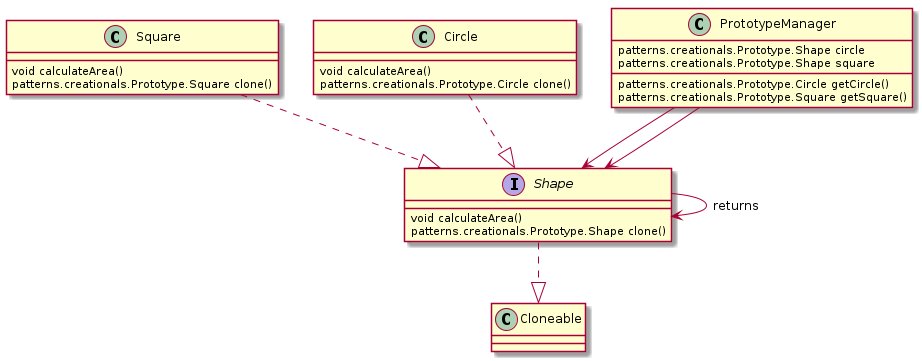 C Square
void calculateArea()
patterns.creationals.Prototype.Square clone()
C Circle
void calculateArea()
patterns.creationals.Prototype.Circle clone()
C PrototypeManager
patterns.creationals.Prototype.Shape circle
patterns.creationals.Prototype.Shape square
patterns.creationals.Prototype.Circle getCircle()
patterns.creationals.Prototype.Square getSquare()
I Shape
void calculateArea()
patterns.creationals.Prototype.Shape clone()
returns
C Cloneable